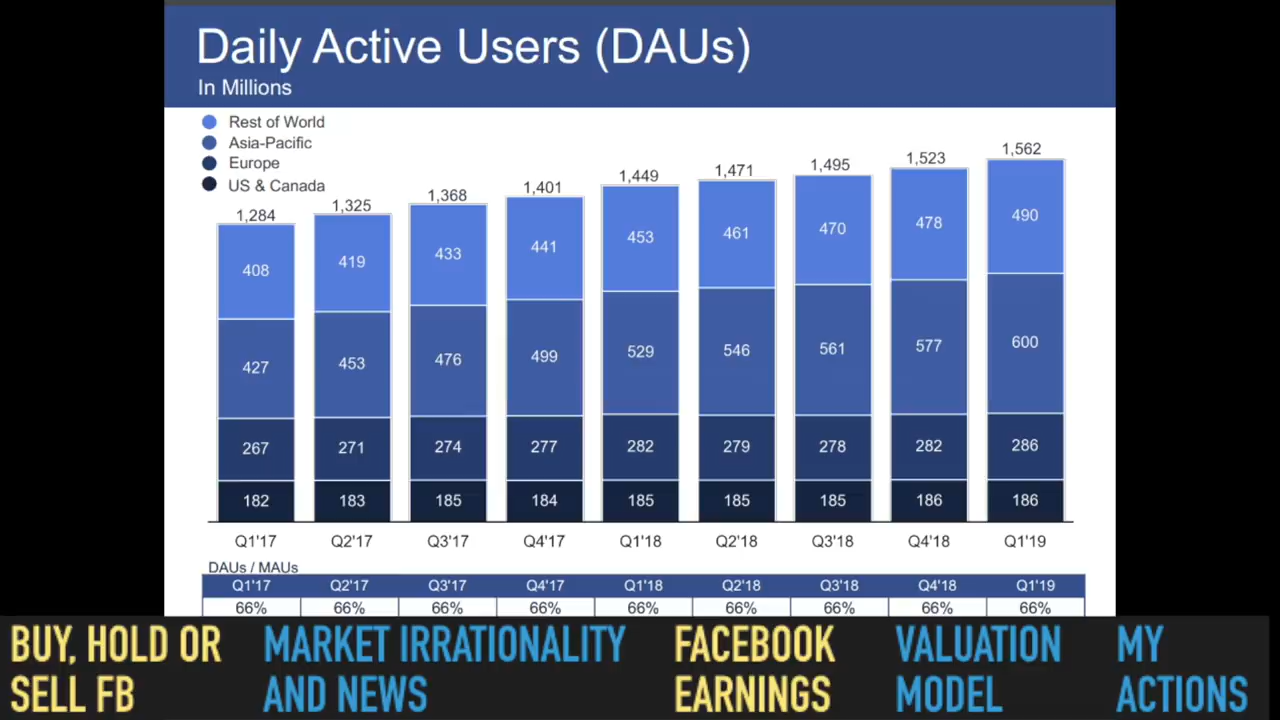 Daily Active Users (DAUs)
In Millions
Rest of World
Asia-Pacific
Europe
US & Canada
1,284 1,325 1,368 1,401 1,449 1,471 1,495 1,523 1,562
408 419 433 441 453 461 470 478 490
427 453 476 499 529 546 561 577 600
267 271 274 277 282 279 278 282 286
182 183 185 184 185 185 185 186 186
Q1'17 Q2'17 Q3'17 Q4'17 Q1'18 Q2'18 Q3'18 Q4'18 Q1'19
DAUs / MAUs
Q1'17 Q2'17 Q3'17 Q4'17 Q1'18 Q2'18 Q3'18 Q4'18 Q1'19
66% 66% 66% 66% 66% 66% 66% 66% 66%
BUY, HOLD OR
SELL FB
MARKET IRRATIONALITY
AND NEWS
FACEBOOK
EARNINGS
VALUATION
MODEL
MY
ACTIONS